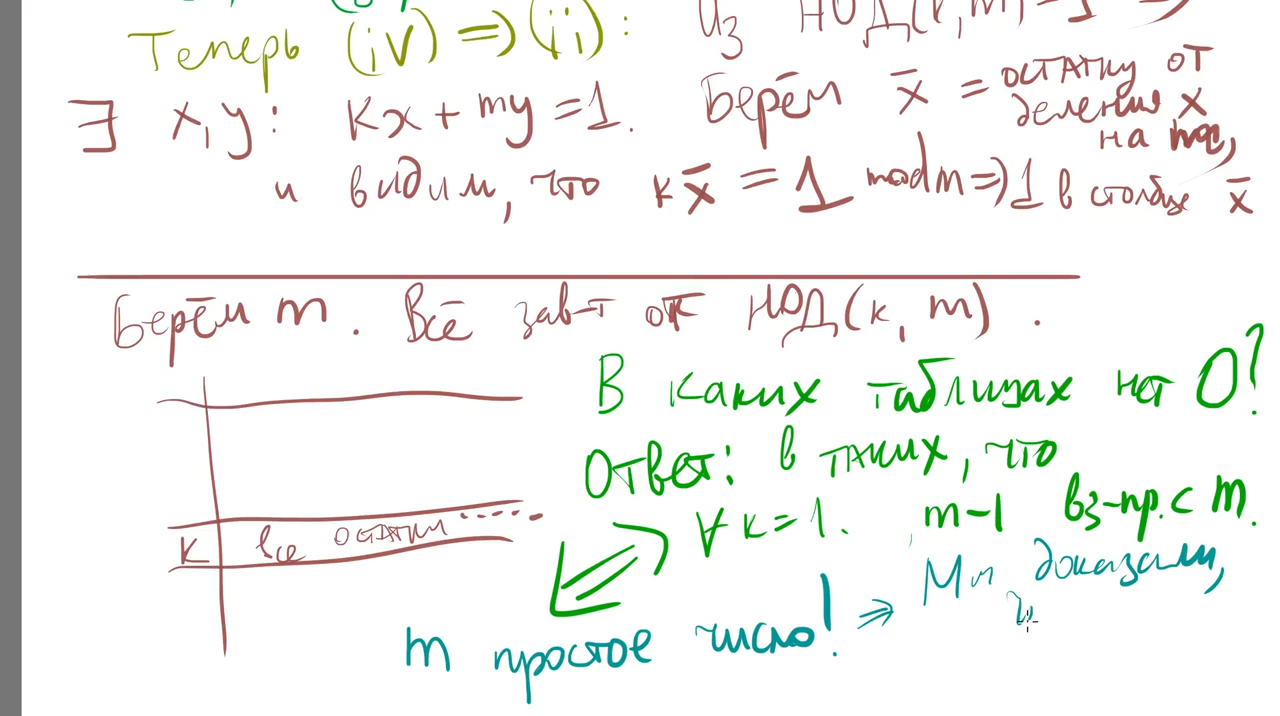 Теперь (iv) ⇒ (ii): Из НОД(k, m) = 1 ⇒
∃ x, y: kx + my = 1. Берём x̄ = остатку от
деления x
на m,
и видим, что k x̄ = 1 mod m ⇒ 1 в столбце x̄
Берём m. Всё зав-т от НОД(k, m).
В каких таблицах нет 0?
Ответ: в таких, что
∀ k = 1. m-1 вз-пр. с m.
k все остатки .....
Мы доказали,
m простое число! ⇒